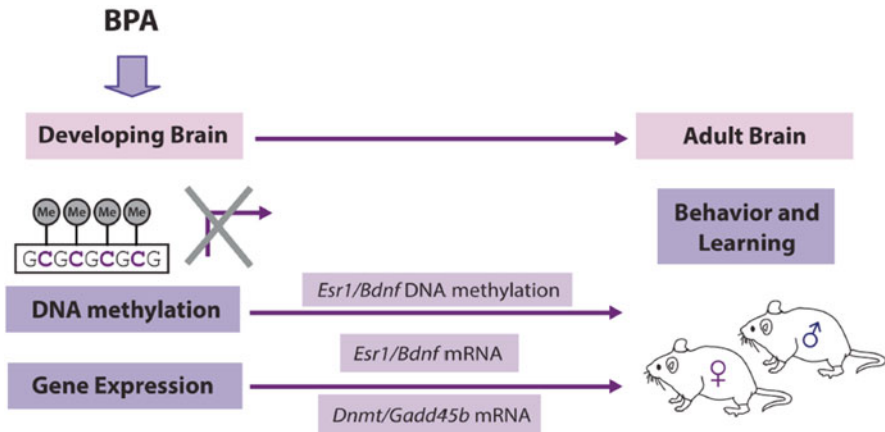 BPA
Developing Brain
Adult Brain
Me Me Me Me
GCGCGCGCG
Behavior and
Learning
DNA methylation
Esr1/Bdnf DNA methylation
Esr1/Bdnf mRNA
Gene Expression
Dnmt/Gadd45b mRNA
♀
♂